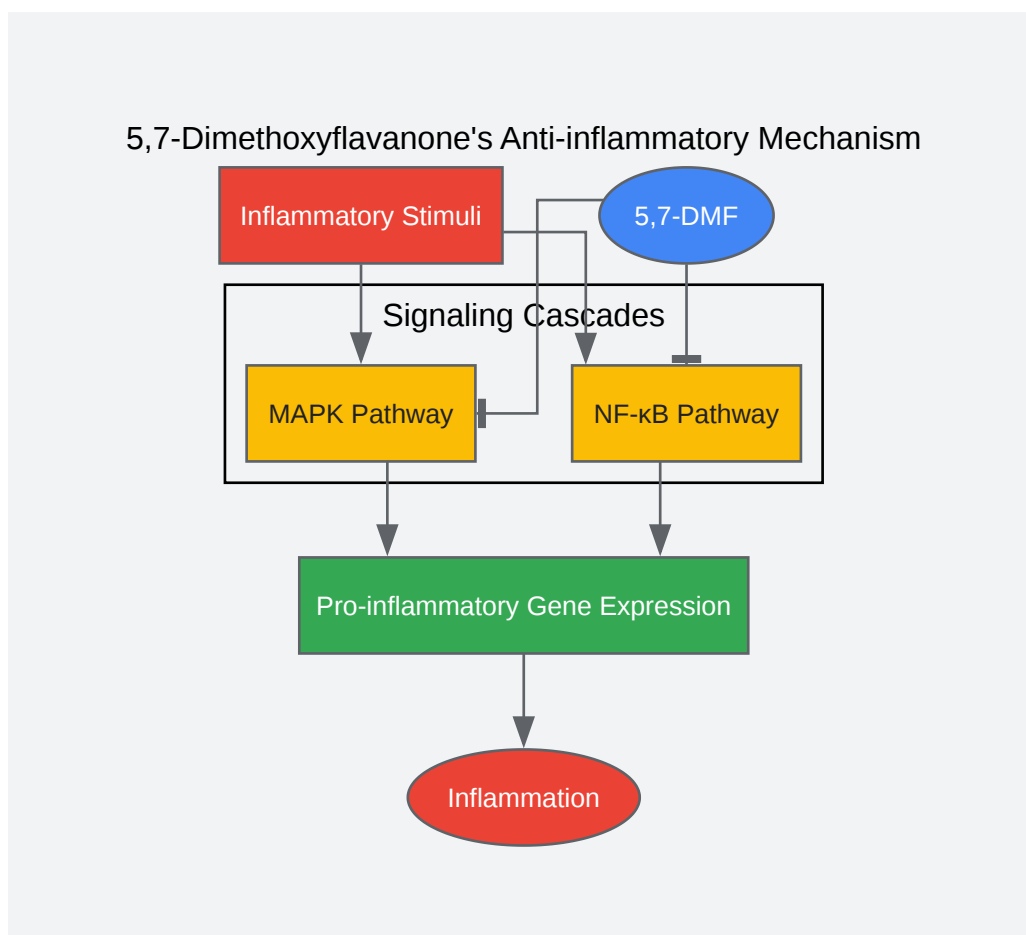 5,7-Dimethoxyflavanone's Anti-inflammatory Mechanism
Inflammatory Stimuli
5,7-DMF
Signaling Cascades
MAPK Pathway
NF-κB Pathway
Pro-inflammatory Gene Expression
Inflammation